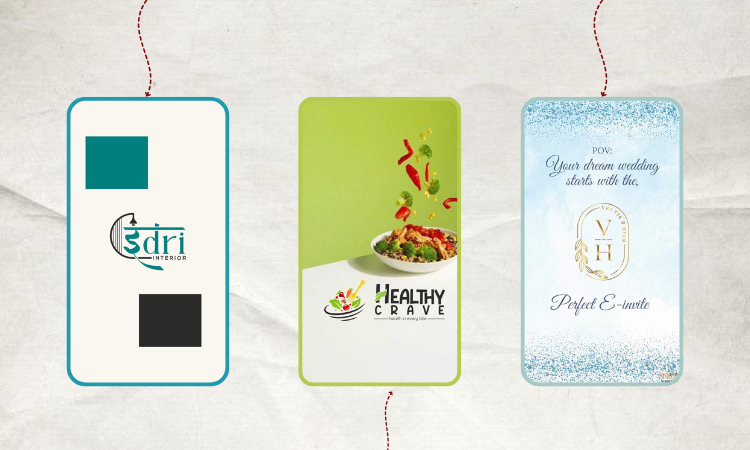 इdri
INTERIOR
HEALTHY
CRAVE
health in every bite
POV:
Your dream wedding
starts with the,
V
H
Perfect E-invite